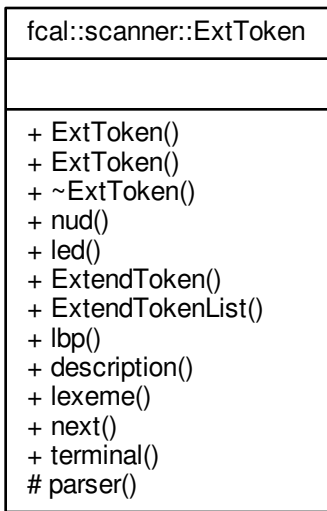 fcal::scanner::ExtToken
+ ExtToken()
+ ExtToken()
+ ~ExtToken()
+ nud()
+ led()
+ ExtendToken()
+ ExtendTokenList()
+ lbp()
+ description()
+ lexeme()
+ next()
+ terminal()
# parser()